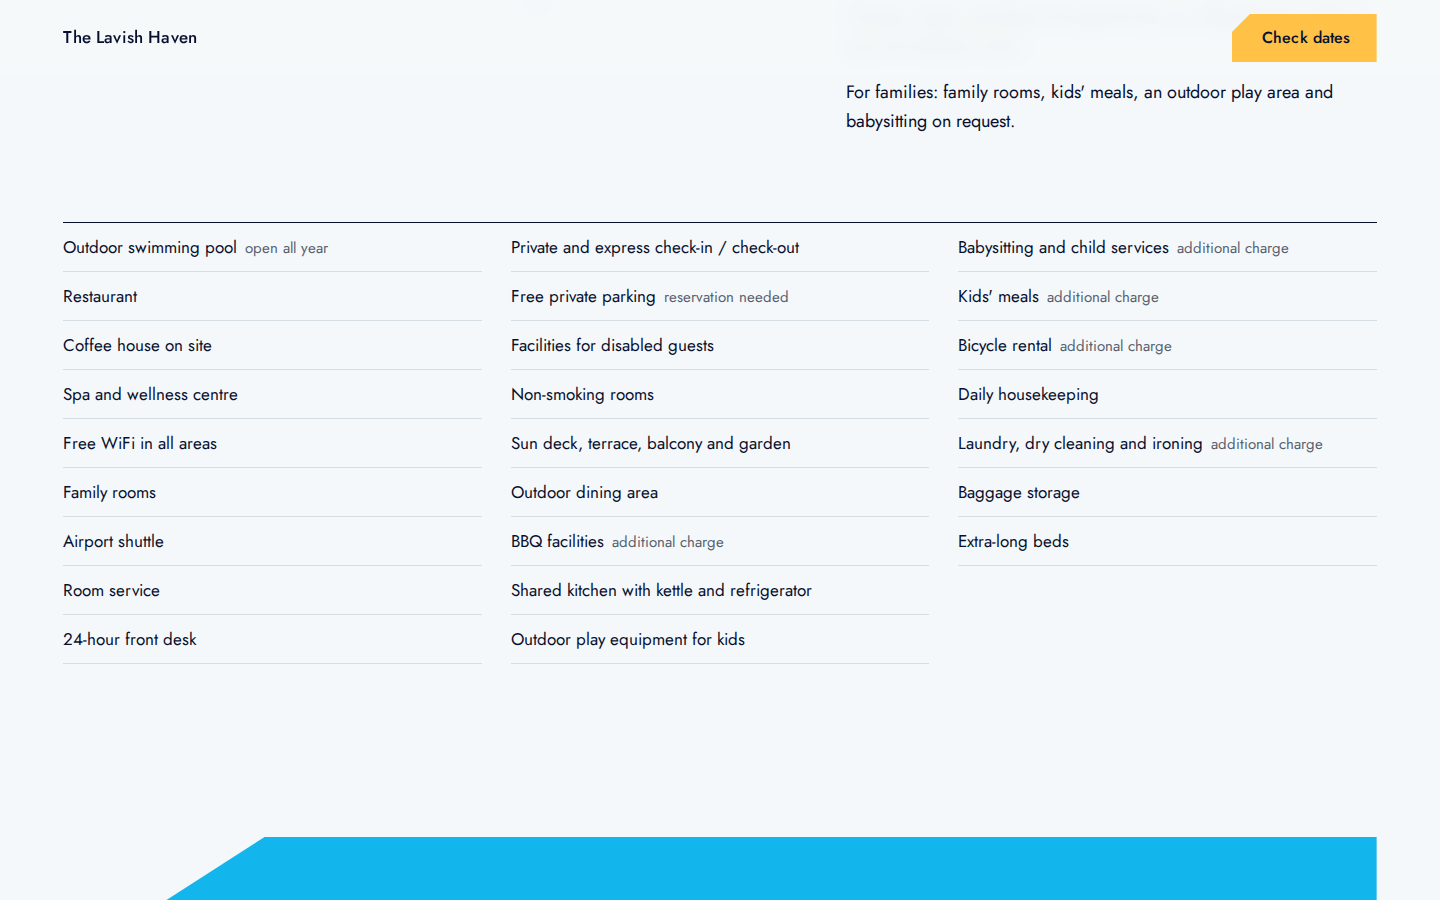 The Lavish Haven
Check dates
For families: family rooms, kids' meals, an outdoor play area and
babysitting on request.
Outdoor swimming pool open all year
Restaurant
Coffee house on site
Spa and wellness centre
Free WiFi in all areas
Family rooms
Airport shuttle
Room service
24-hour front desk
Private and express check-in / check-out
Free private parking reservation needed
Facilities for disabled guests
Non-smoking rooms
Sun deck, terrace, balcony and garden
Outdoor dining area
BBQ facilities additional charge
Shared kitchen with kettle and refrigerator
Outdoor play equipment for kids
Babysitting and child services additional charge
Kids' meals additional charge
Bicycle rental additional charge
Daily housekeeping
Laundry, dry cleaning and ironing additional charge
Baggage storage
Extra-long beds